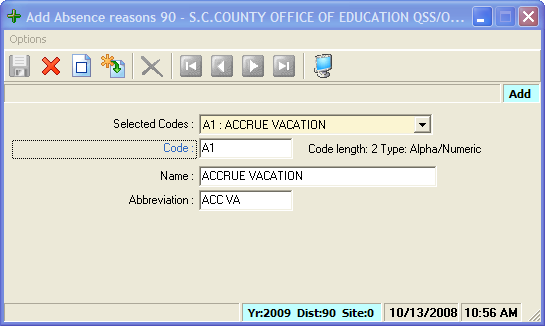 Add Absence reasons 90 - S.C.COUNTY OFFICE OF EDUCATION QSS/O...
Options
Add
Selected Codes : A1 : ACCRUE VACATION
Code : A1 Code length: 2 Type: Alpha/Numeric
Name : ACCRUE VACATION
Abbreviation : ACC VA
Yr:2009 Dist:90 Site:0 10/13/2008 10:56 AM